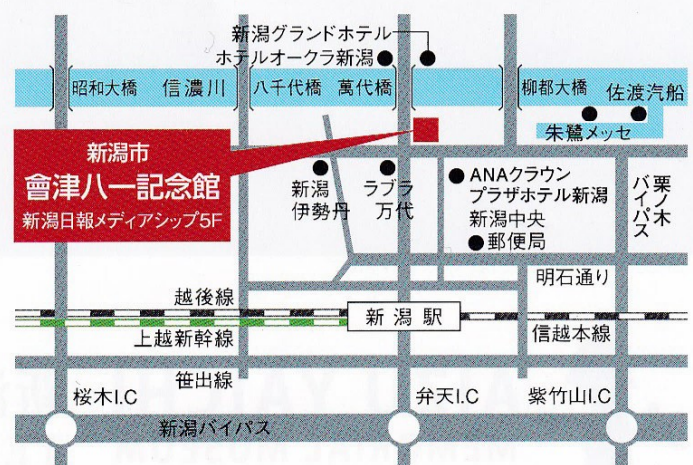 新潟グランドホテル
ホテルオークラ新潟
昭和大橋
信濃川
八千代橋
萬代橋
柳都大橋
佐渡汽船
朱鷺メッセ
新潟市
會津八一記念館
新潟日報メディアシップ5F
新潟
伊勢丹
ラブラ
万代
ANAクラウン
プラザホテル新潟
新潟中央
郵便局
栗ノ木
バイパス
明石通り
越後線
新潟駅
上越新幹線
信越本線
笹出線
桜木I.C
弁天I.C
紫竹山I.C
新潟バイパス